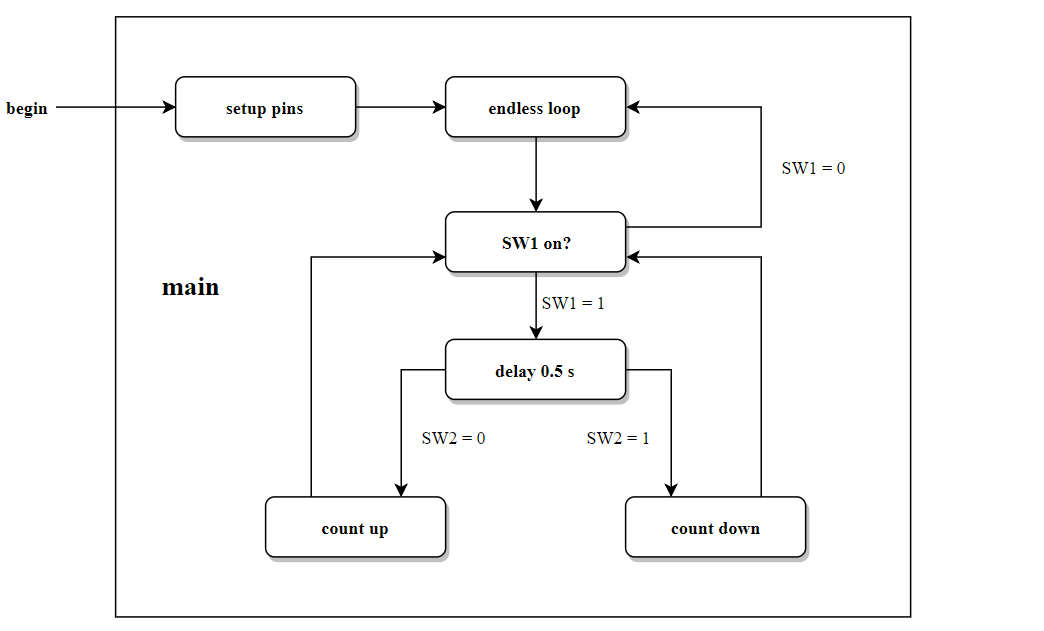 begin
setup pins
endless loop
SW1 = 0
SW1 on?
main
SW1 = 1
delay 0.5 s
SW2 = 0
SW2 = 1
count up
count down